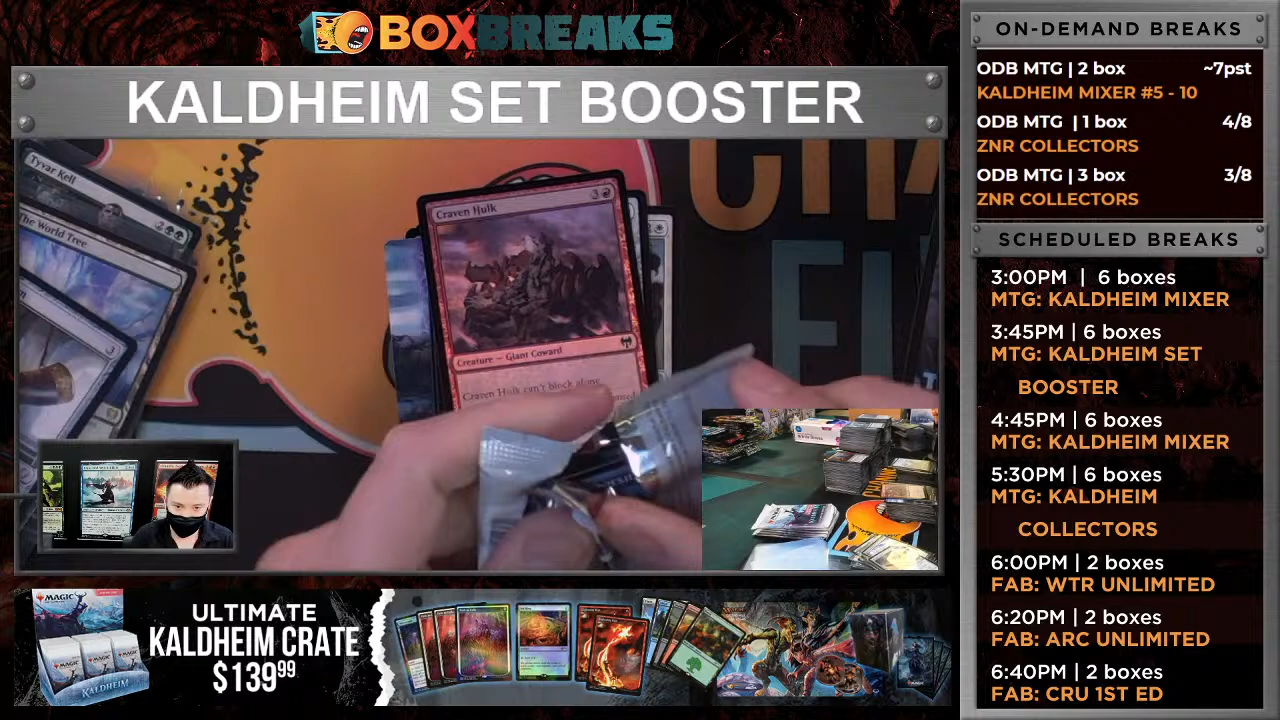 BOXBREAKS
KALDHEIM SET BOOSTER
Tyvar Kell
The World Tree
Craven Hulk
3
Creature — Giant Coward
Craven Hulk can't block alone.
ULTIMATE
KALDHEIM CRATE
$139.99
MAGIC
KALDHEIM
ON-DEMAND BREAKS
ODB MTG | 2 box ~7pst
KALDHEIM MIXER #5 - 10
ODB MTG | 1 box 4/8
ZNR COLLECTORS
ODB MTG | 3 box 3/8
ZNR COLLECTORS
SCHEDULED BREAKS
3:00PM | 6 boxes
MTG: KALDHEIM MIXER
3:45PM | 6 boxes
MTG: KALDHEIM SET
BOOSTER
4:45PM | 6 boxes
MTG: KALDHEIM MIXER
5:30PM | 6 boxes
MTG: KALDHEIM
COLLECTORS
6:00PM | 2 boxes
FAB: WTR UNLIMITED
6:20PM | 2 boxes
FAB: ARC UNLIMITED
6:40PM | 2 boxes
FAB: CRU 1ST ED